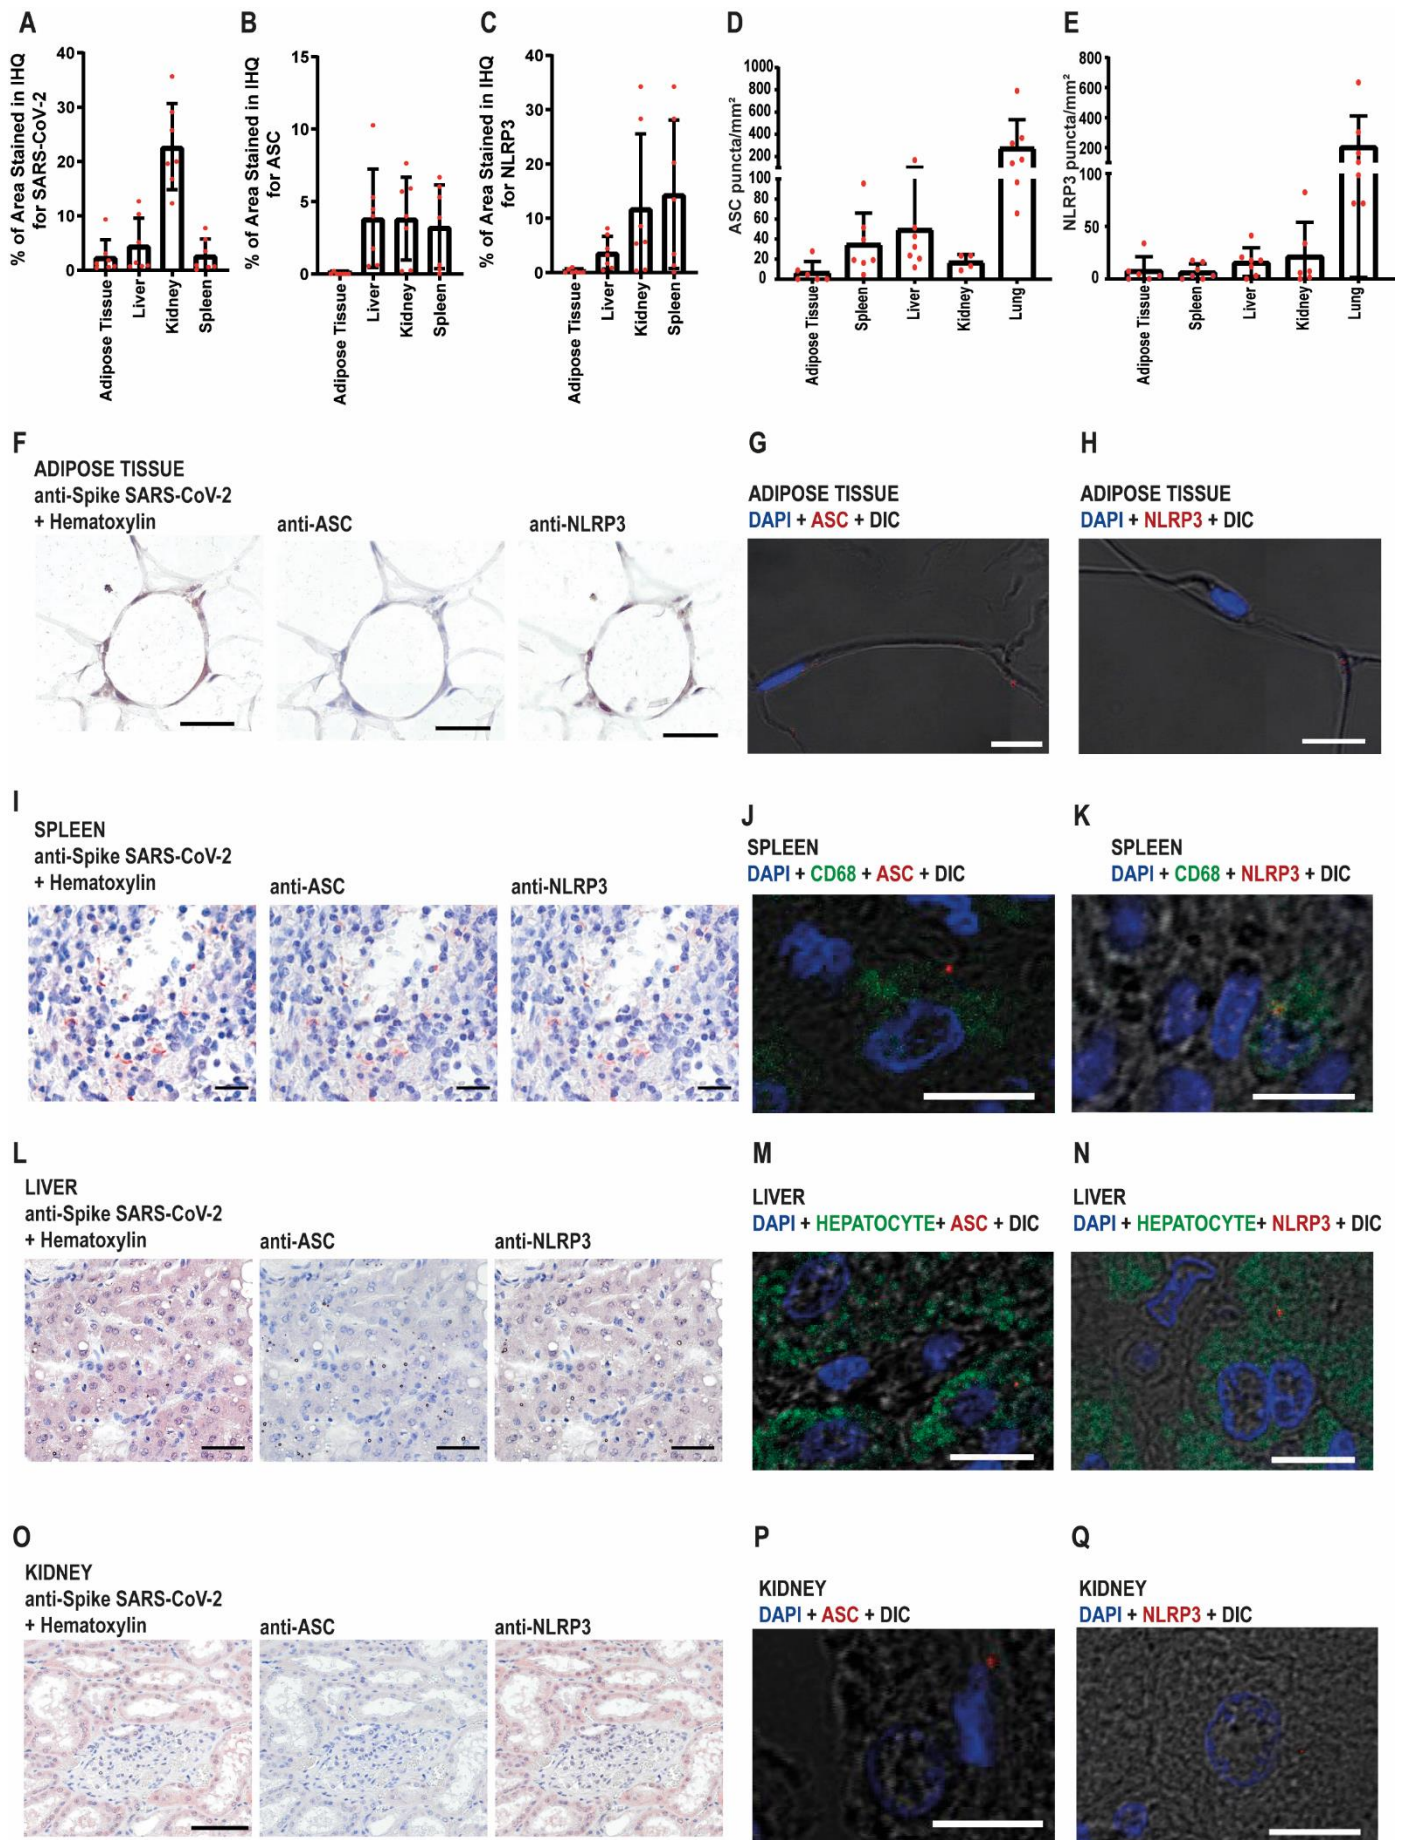 A
B
C
D
E
% of Area Stained in IHQ
for SARS-CoV-2
40
30
20
10
0
Adipose Tissue
Liver
Kidney
Spleen
% of Area Stained in IHQ
for ASC
15
10
5
0
Adipose Tissue
Liver
Kidney
Spleen
% of Area Stained in IHQ
for NLRP3
40
30
20
10
0
Adipose Tissue
Liver
Kidney
Spleen
ASC puncta/mm²
1000
800
600
400
200
100
80
60
40
20
0
Adipose Tissue
Spleen
Liver
Kidney
Lung
NLRP3 puncta/mm²
800
600
400
200
100
50
0
Adipose Tissue
Spleen
Liver
Kidney
Lung
F
ADIPOSE TISSUE
anti-Spike SARS-CoV-2
+ Hematoxylin
anti-ASC
anti-NLRP3
G
ADIPOSE TISSUE
DAPI + ASC + DIC
H
ADIPOSE TISSUE
DAPI + NLRP3 + DIC
I
SPLEEN
anti-Spike SARS-CoV-2
+ Hematoxylin
anti-ASC
anti-NLRP3
J
SPLEEN
DAPI + CD68 + ASC + DIC
K
SPLEEN
DAPI + CD68 + NLRP3 + DIC
L
LIVER
anti-Spike SARS-CoV-2
+ Hematoxylin
anti-ASC
anti-NLRP3
M
LIVER
DAPI + HEPATOCYTE+ ASC + DIC
N
LIVER
DAPI + HEPATOCYTE+ NLRP3 + DIC
O
KIDNEY
anti-Spike SARS-CoV-2
+ Hematoxylin
anti-ASC
anti-NLRP3
P
KIDNEY
DAPI + ASC + DIC
Q
KIDNEY
DAPI + NLRP3 + DIC